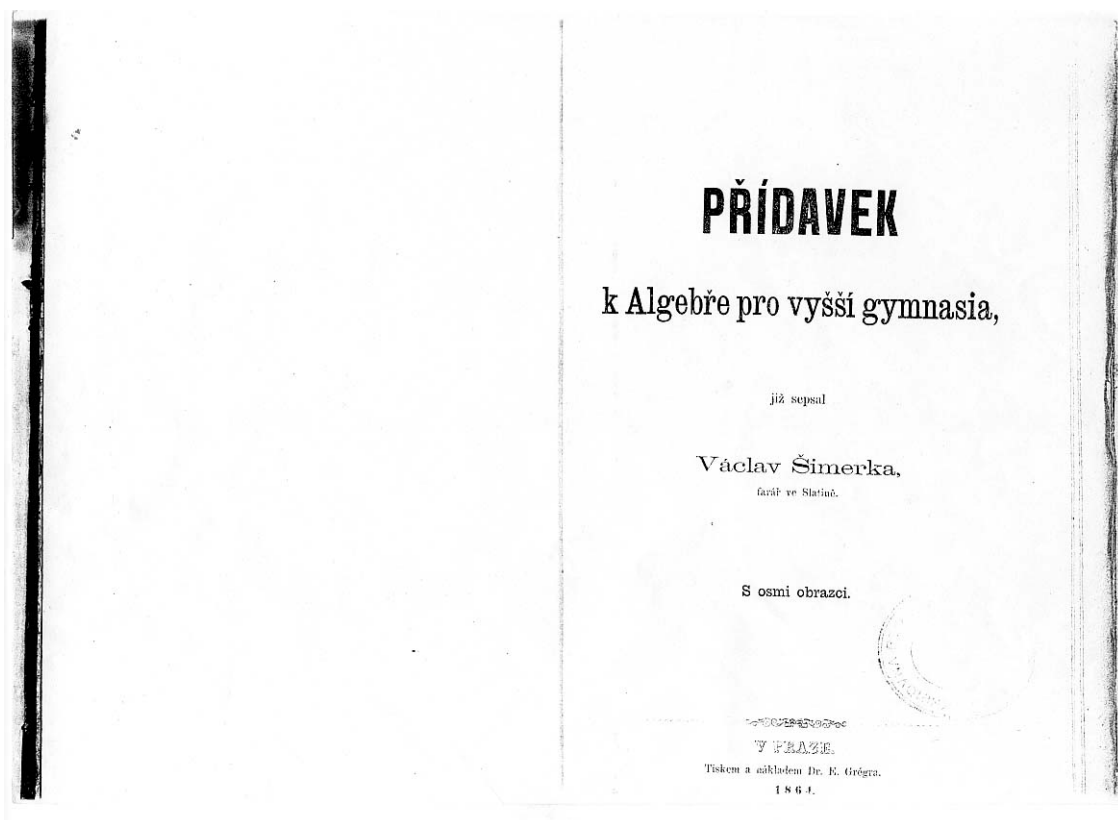 PŘÍDAVEK
k Algebře pro vyšší gymnasia,
již sepsal
Václav Šimerka,
farář ve Slatině.
S osmi obrazci.
V PRAZE.
Tiskem a nákladem Dr. E. Grégra.
1864.